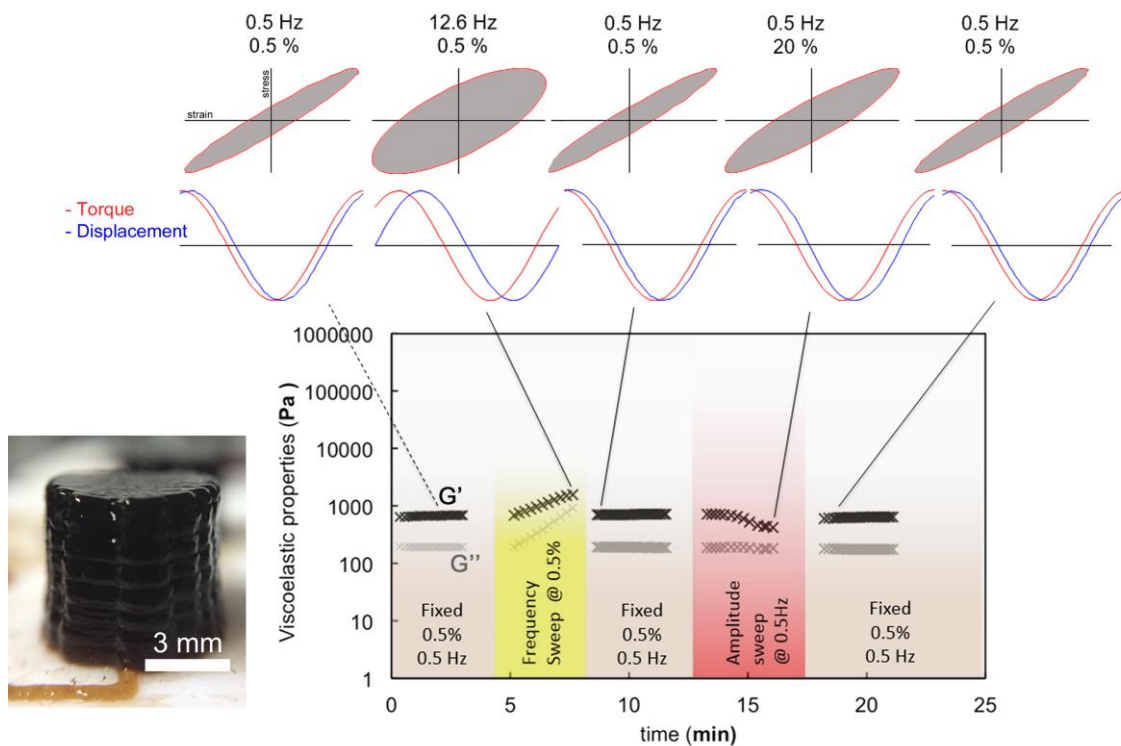 0.5 Hz
0.5 %
12.6 Hz
0.5 %
0.5 Hz
0.5 %
0.5 Hz
20 %
0.5 Hz
0.5 %
stress
strain
- Torque
- Displacement
Viscoelastic properties (Pa )
1000000
100000
10000
1000
100
10
1
G'
G''
Fixed
0.5%
0.5 Hz
Frequency
Sweep @ 0.5%
Fixed
0.5%
0.5 Hz
Amplitude
sweep
@ 0.5Hz
Fixed
0.5%
0.5 Hz
0
5
10
15
20
25
time (min)
3 mm